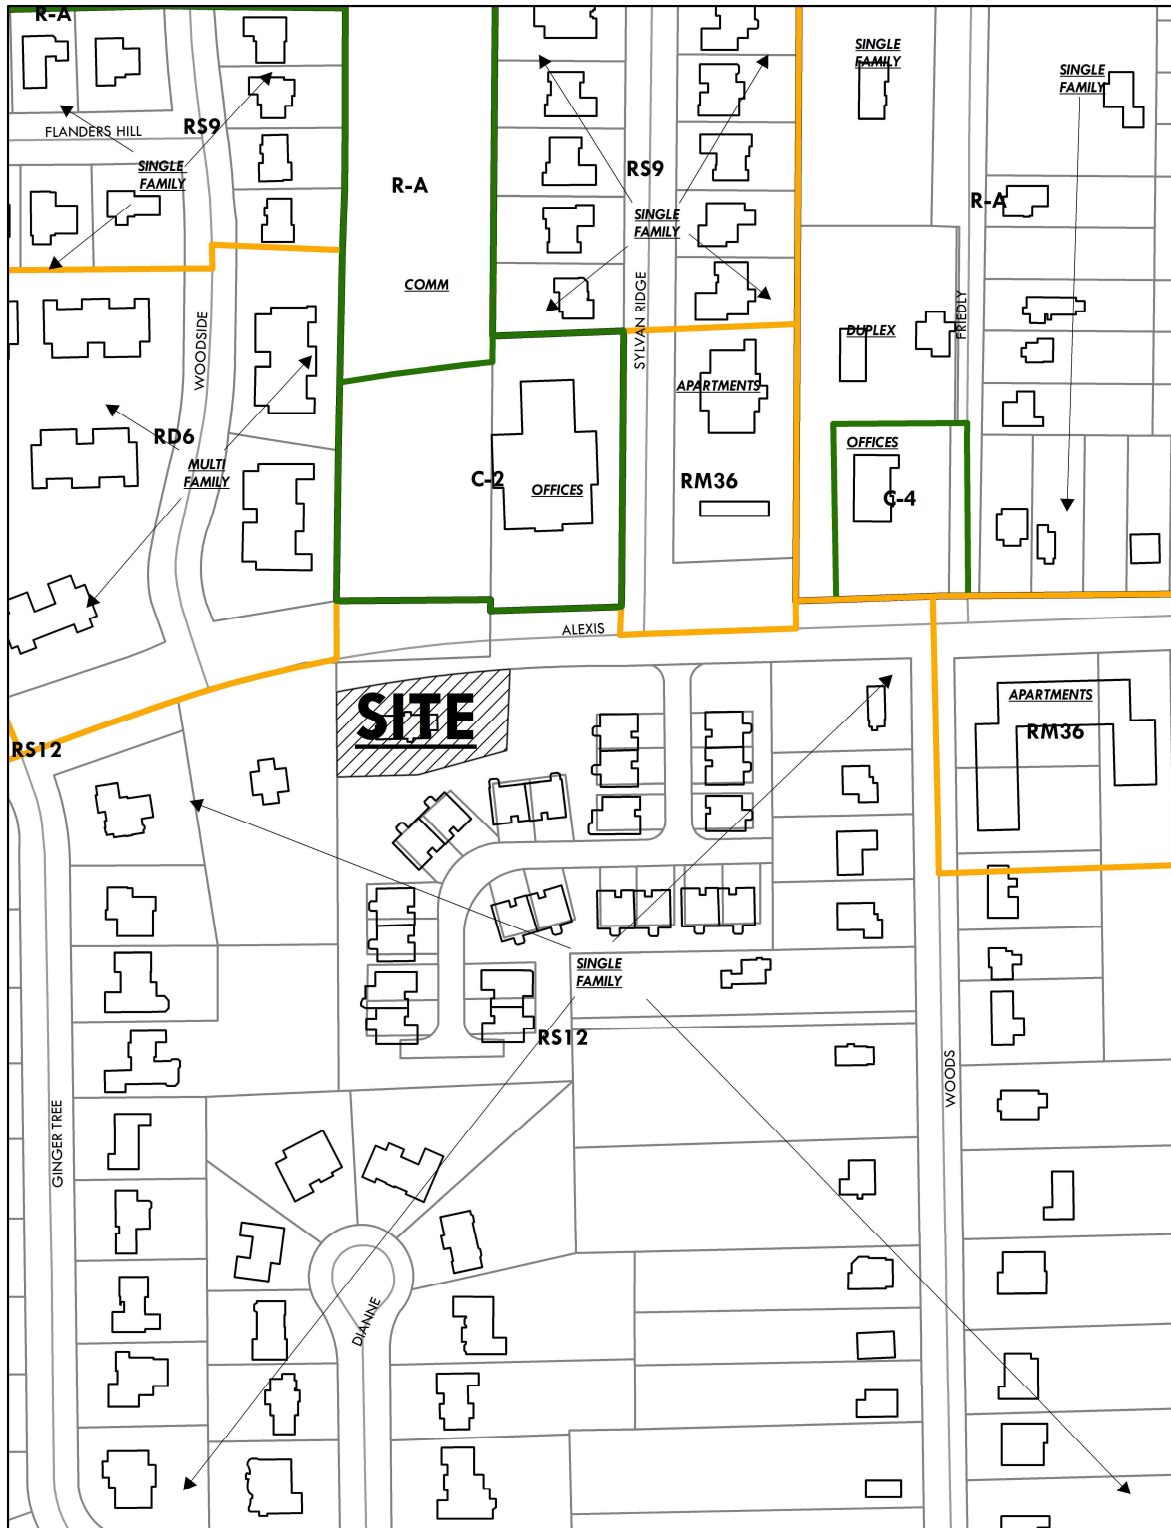 R-A
SINGLE
FAMILY
SINGLE
FAMILY
FLANDERS HILL
RS9
SINGLE
FAMILY
RS9
R-A
R-A
SINGLE
FAMILY
COMM
SYLVAN RIDGE
FRIEDLY
DUPLEX
WOODSIDE
APARTMENTS
RD6
OFFICES
MULTI
FAMILY
C-2
OFFICES
RM36
C-4
ALEXIS
SITE
APARTMENTS
RM36
RS12
SINGLE
FAMILY
RS12
WOODS
GINGER TREE
DIANNE